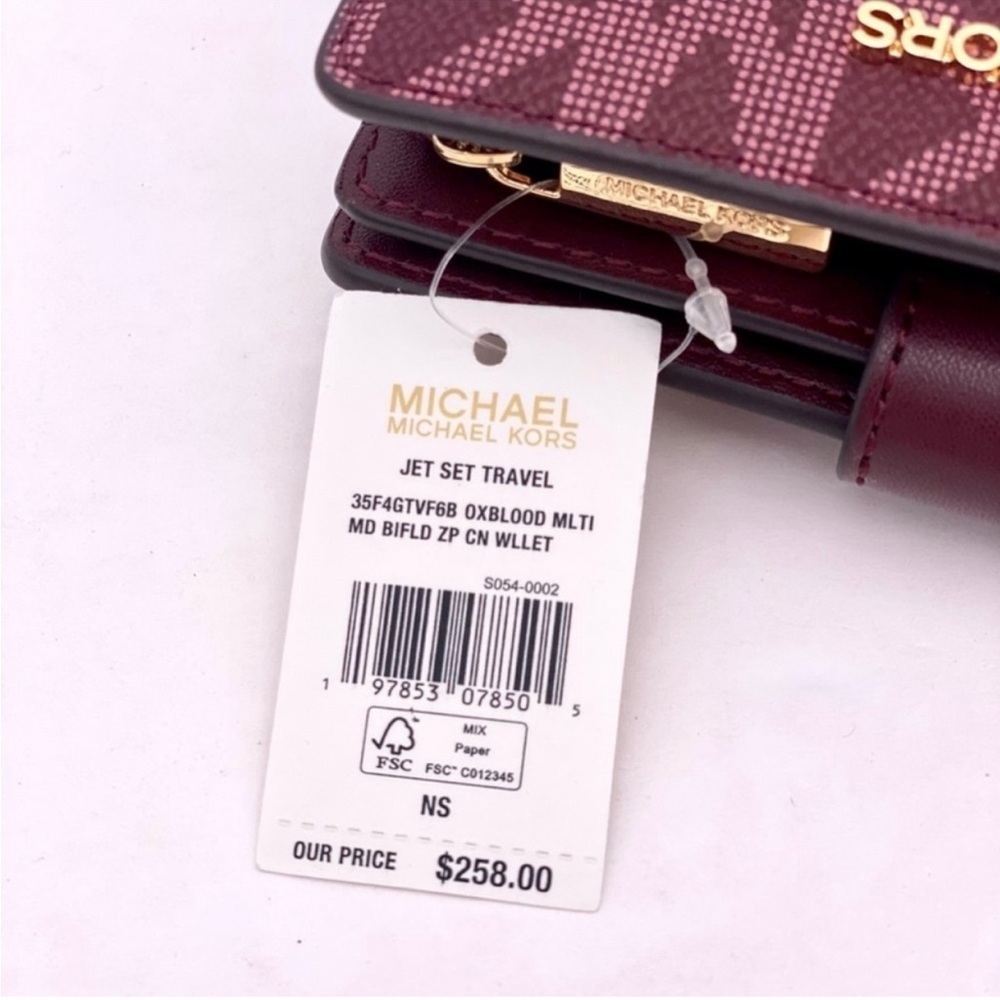 KORS
MICHAEL KORS
MICHAEL
MICHAEL KORS
JET SET TRAVEL
35F4GTVF6B OXBLOOD MLTI
MD BIFLD ZP CN WLLET
S054-0002
1 97853 07850 5
FSC
MIX
Paper
FSC™ C012345
NS
OUR PRICE $258.00